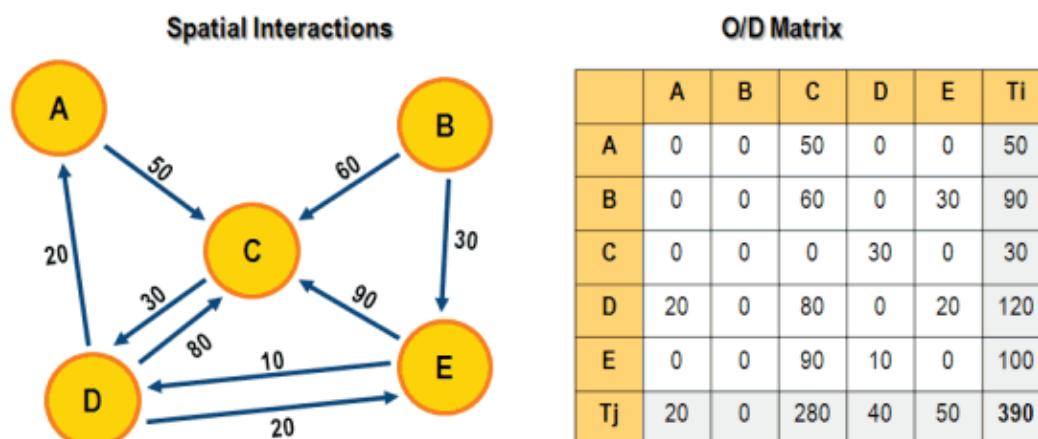 Spatial Interactions
A
B
50
60
C
20
30
30
90
80
10
D
E
20
O/D Matrix
A B C D E Ti
A 0 0 50 0 0 50
B 0 0 60 0 30 90
C 0 0 0 30 0 30
D 20 0 80 0 20 120
E 0 0 90 10 0 100
Tj 20 0 280 40 50 390